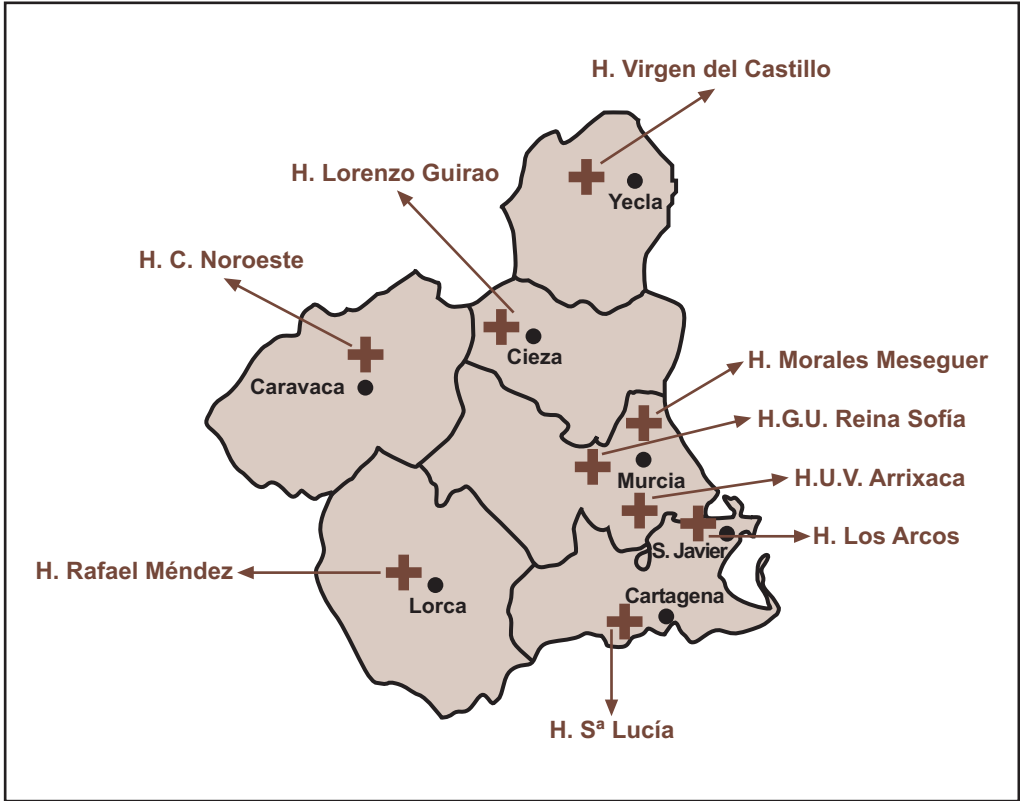 H. Virgen del Castillo
H. Lorenzo Guirao
Yecla
H. C. Noroeste
Cieza
Caravaca
H. Morales Meseguer
H.G.U. Reina Sofía
Murcia
H.U.V. Arrixaca
H. Los Arcos
S. Javier
H. Rafael Méndez
Lorca
Cartagena
H. Sª Lucía